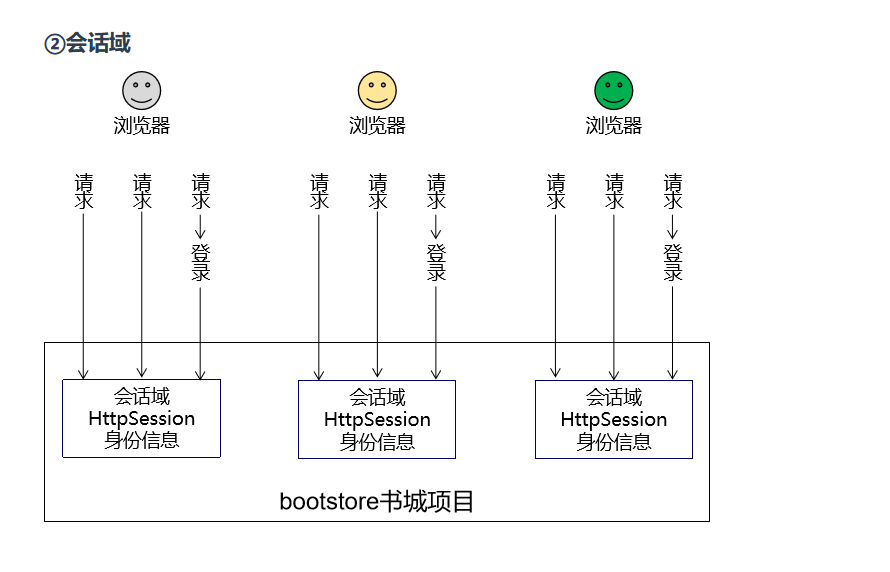 ②会话域
浏览器 浏览器 浏览器
请求 请求 请求 请求 请求 请求 请求 请求 请求
登录 登录 登录
会话域 会话域 会话域
HttpSession HttpSession HttpSession
身份信息 身份信息 身份信息
bootstore书城项目